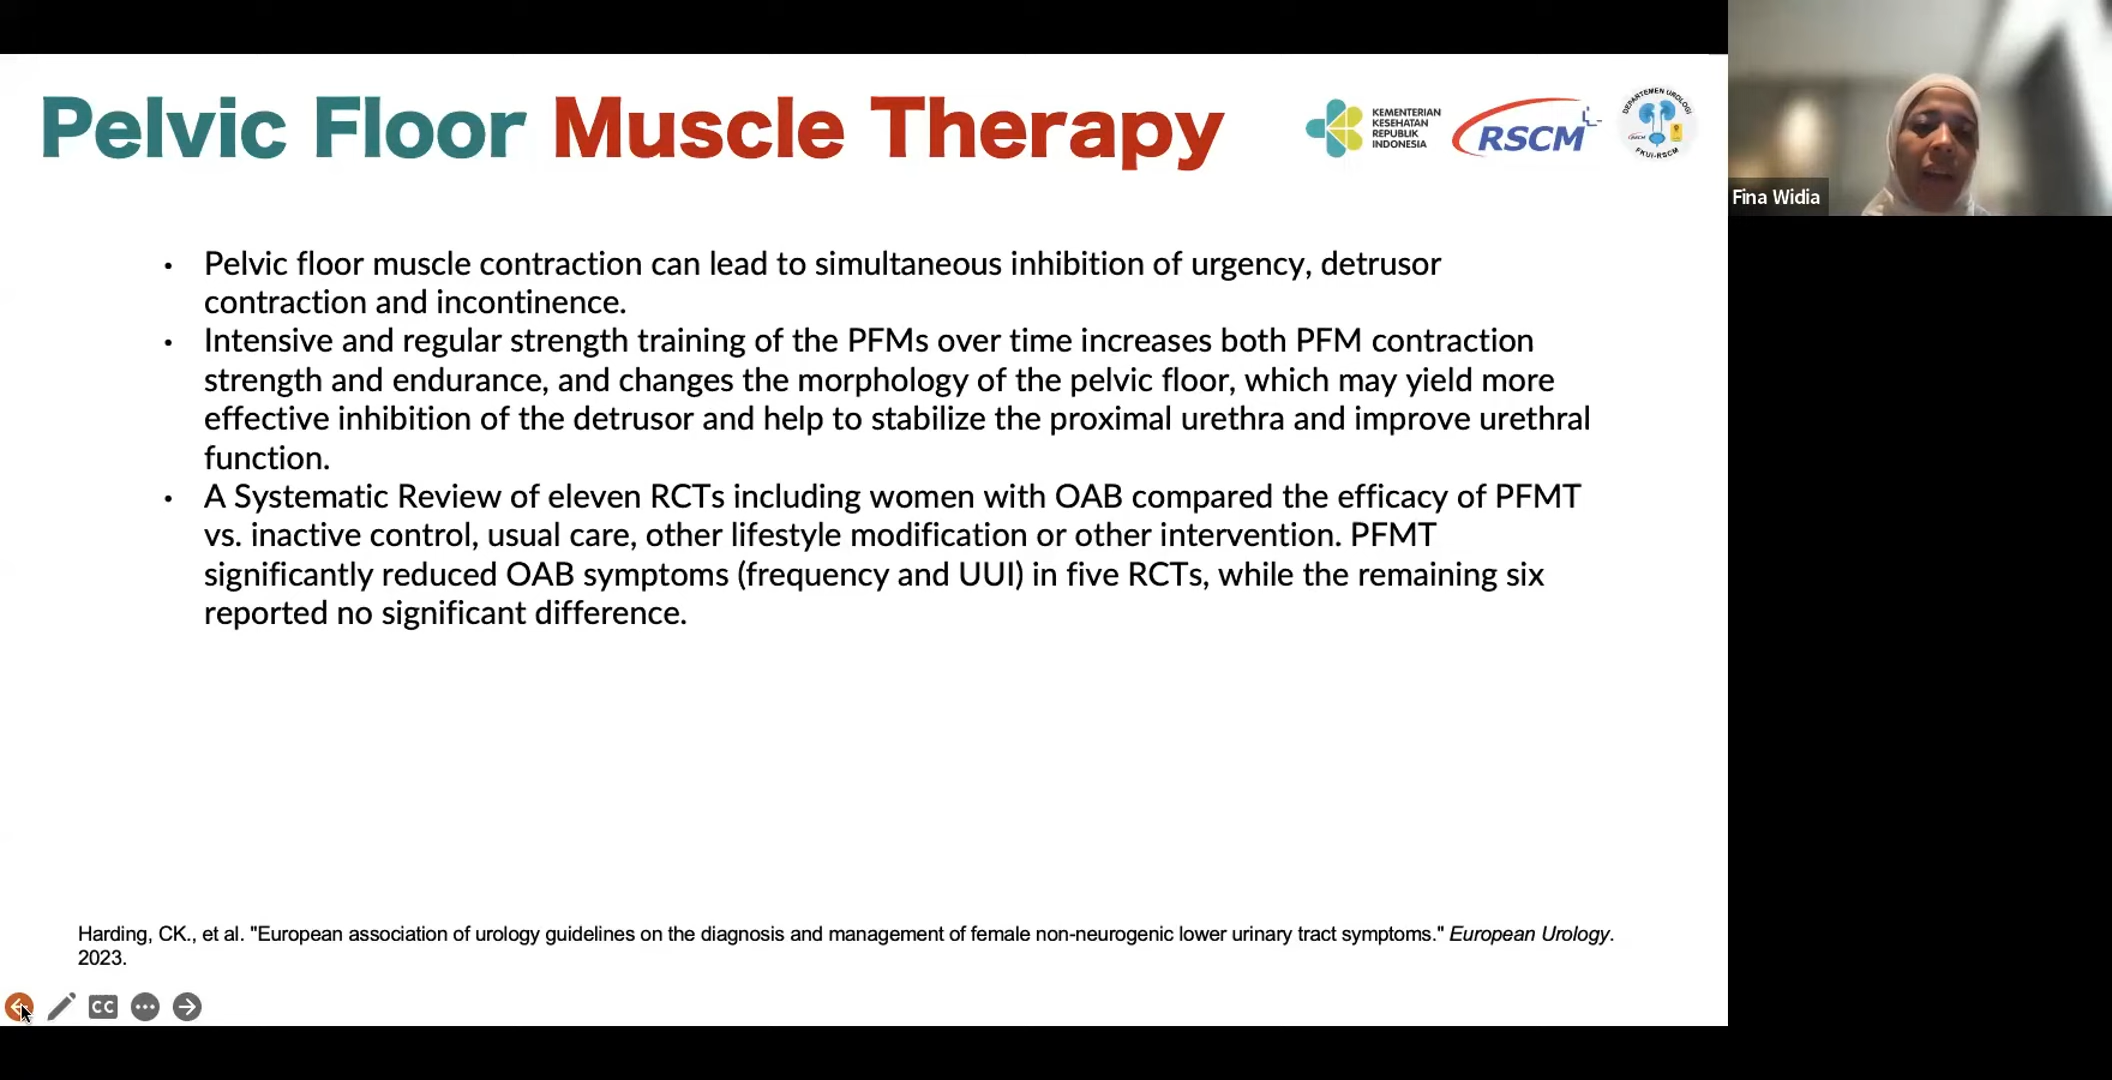 Pelvic Floor Muscle Therapy
KEMENTERIAN
KESEHATAN
REPUBLIK
INDONESIA
RSCM
DEPARTEMEN UROLOGI
FKUI-RSCM
Fina Widia
• Pelvic floor muscle contraction can lead to simultaneous inhibition of urgency, detrusor
contraction and incontinence.
• Intensive and regular strength training of the PFMs over time increases both PFM contraction
strength and endurance, and changes the morphology of the pelvic floor, which may yield more
effective inhibition of the detrusor and help to stabilize the proximal urethra and improve urethral
function.
• A Systematic Review of eleven RCTs including women with OAB compared the efficacy of PFMT
vs. inactive control, usual care, other lifestyle modification or other intervention. PFMT
significantly reduced OAB symptoms (frequency and UUI) in five RCTs, while the remaining six
reported no significant difference.
Harding, CK., et al. "European association of urology guidelines on the diagnosis and management of female non-neurogenic lower urinary tract symptoms." European Urology.
2023.
CC